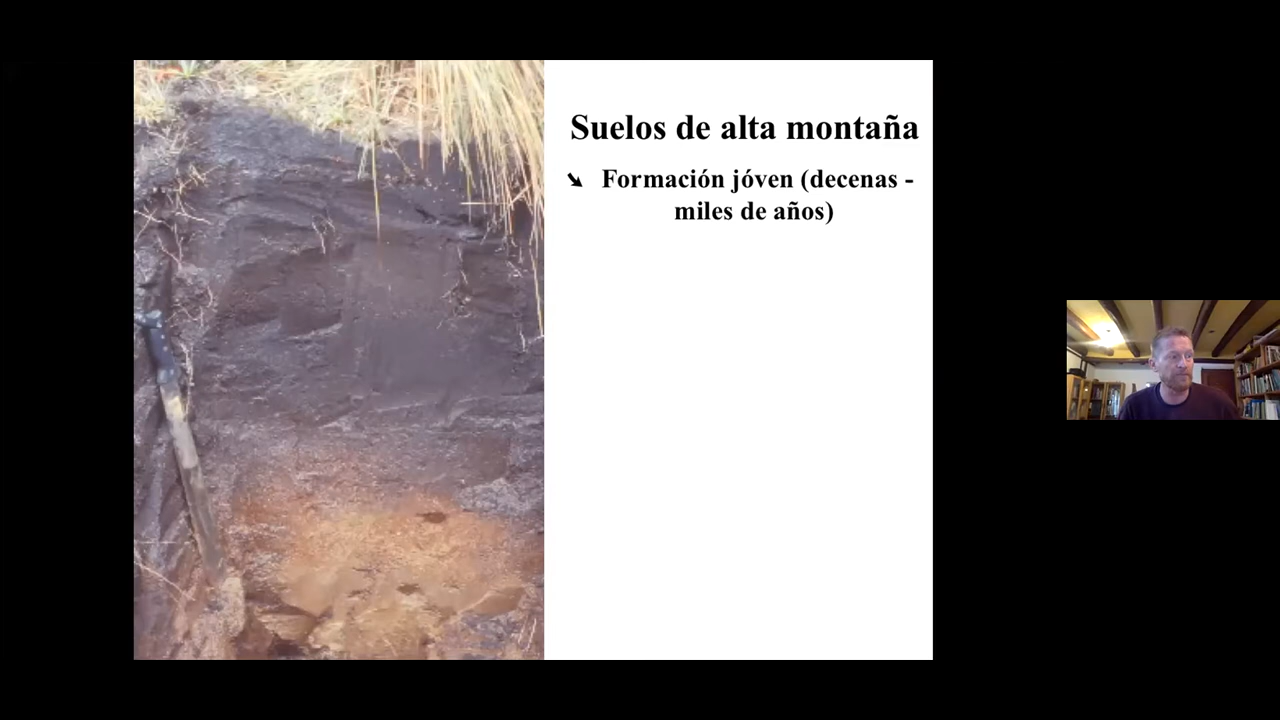 Suelos de alta montaña
➘ Formación jóven (decenas -
miles de años)